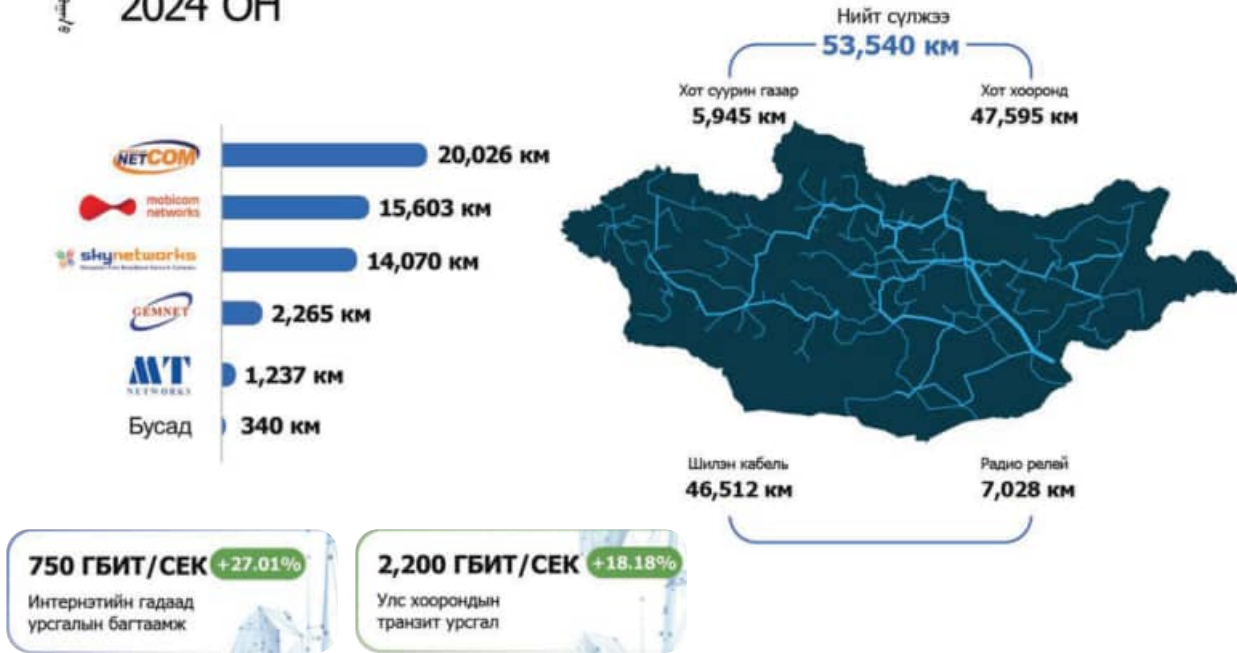 2024 ОН
Нийт сүлжээ
53,540 км
Хот суурин газар
5,945 км
Хот хооронд
47,595 км
NETCOM
20,026 км
mobicom
networks
15,603 км
skynetworks
14,070 км
GEMNET
2,265 км
MT
NETWORKS
1,237 км
Бусад
340 км
Шилэн кабель
46,512 км
Радио релей
7,028 км
750 ГБИТ/СЕК +27.01%
Интернэтийн гадаад
урсгалын багтаамж
2,200 ГБИТ/СЕК +18.18%
Улс хоорондын
транзит урсгал